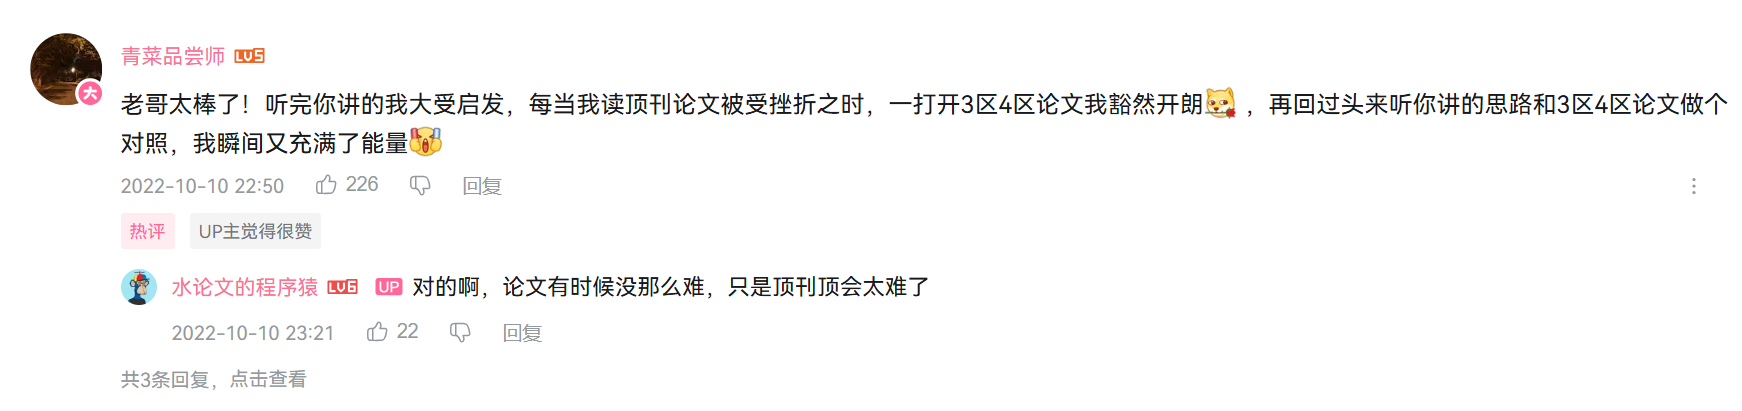 青菜品尝师 LV5
大
老哥太棒了！听完你讲的我大受启发，每当我读顶刊论文被受挫折之时，一打开3区4区论文我豁然开朗，再回过头来听你讲的思路和3区4区论文做个
对照，我瞬间又充满了能量
2022-10-10 22:50 226 回复
热评 UP主觉得很赞
水论文的程序猿 LV6 UP 对的啊，论文有时候没那么难，只是顶刊顶会太难了
2022-10-10 23:21 22 回复
共3条回复，点击查看